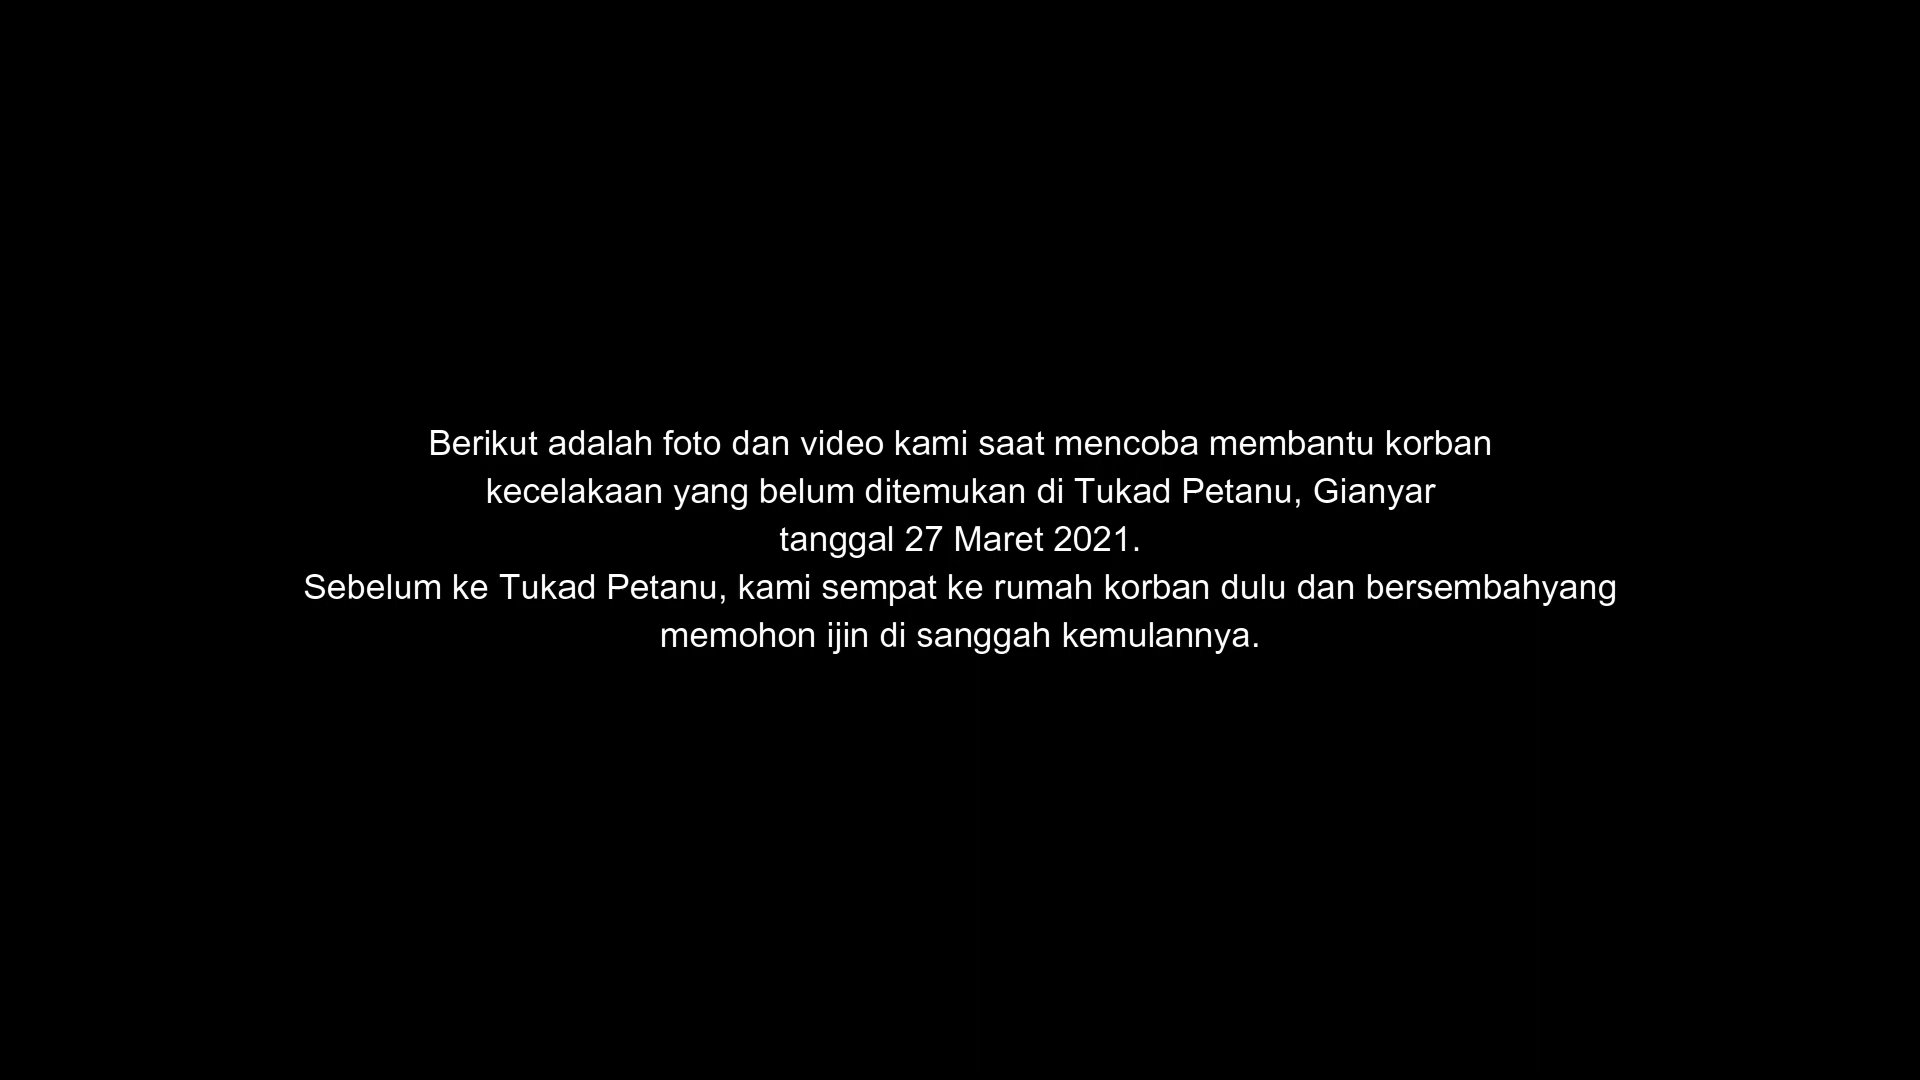 Berikut adalah foto dan video kami saat mencoba membantu korban
kecelakaan yang belum ditemukan di Tukad Petanu, Gianyar
tanggal 27 Maret 2021.
Sebelum ke Tukad Petanu, kami sempat ke rumah korban dulu dan bersembahyang
memohon ijin di sanggah kemulannya.